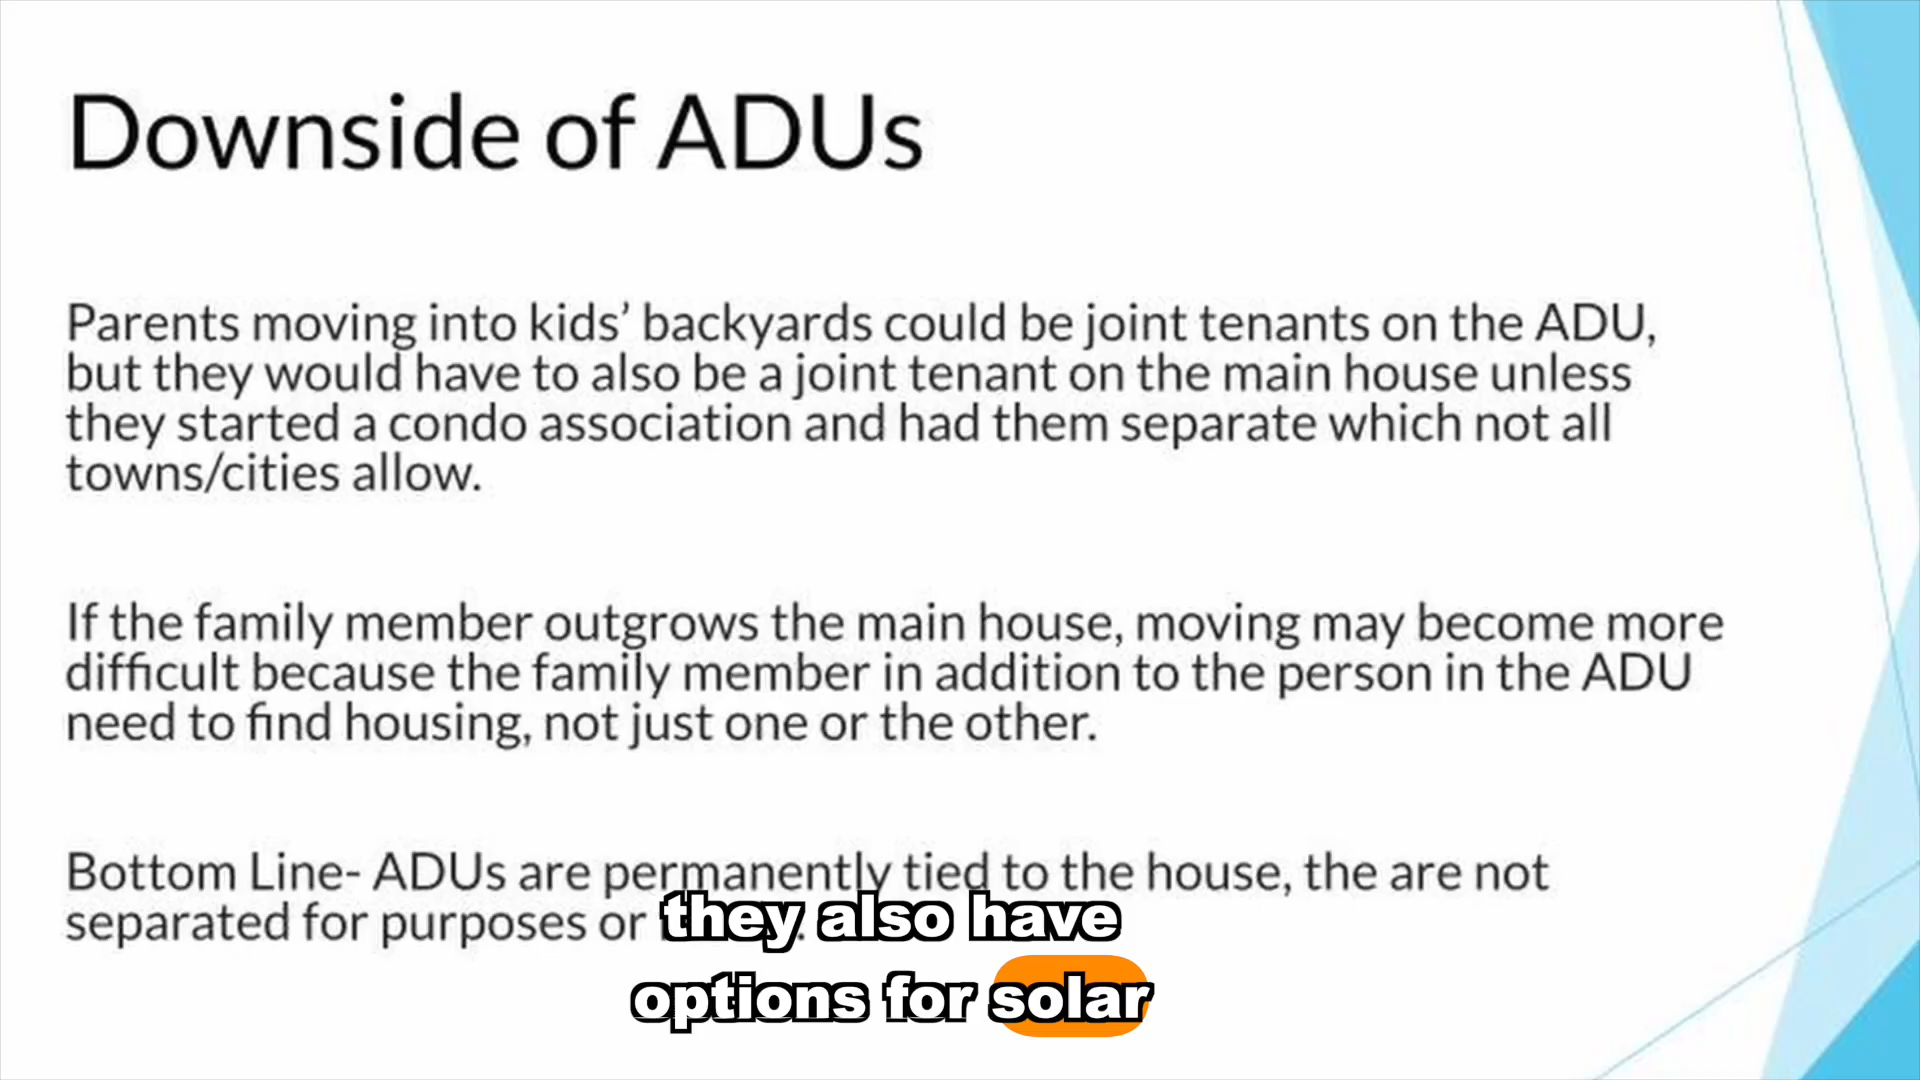 Downside of ADUs
Parents moving into kids’ backyards could be joint tenants on the ADU,
but they would have to also be a joint tenant on the main house unless
they started a condo association and had them separate which not all
towns/cities allow.
If the family member outgrows the main house, moving may become more
difficult because the family member in addition to the person in the ADU
need to find housing, not just one or the other.
Bottom Line- ADUs are permanently tied to the house, the are not
separated for purposes or
they also have
options for solar